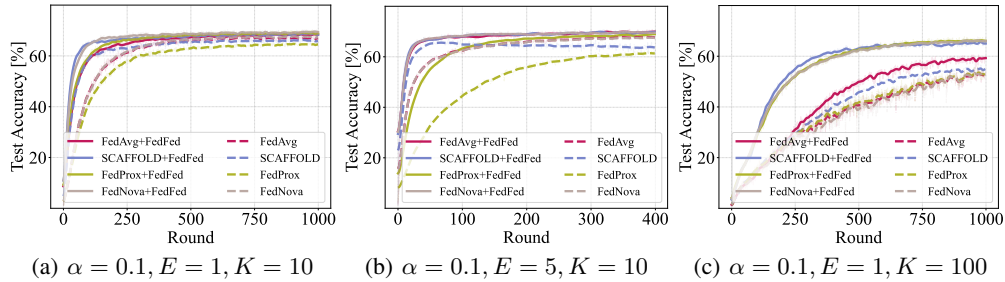 Test Accuracy [%]
60
40
20
FedAvg+FedFed
SCAFFOLD+FedFed
FedProx+FedFed
FedNova+FedFed
FedAvg
SCAFFOLD
FedProx
FedNova
0 250 500 750 1000
Round
(a) α = 0.1, E = 1, K = 10
Test Accuracy [%]
60
40
20
FedAvg+FedFed
SCAFFOLD+FedFed
FedProx+FedFed
FedNova+FedFed
FedAvg
SCAFFOLD
FedProx
FedNova
0 100 200 300 400
Round
(b) α = 0.1, E = 5, K = 10
Test Accuracy [%]
60
40
20
FedAvg+FedFed
SCAFFOLD+FedFed
FedProx+FedFed
FedNova+FedFed
FedAvg
SCAFFOLD
FedProx
FedNova
0 250 500 750 1000
Round
(c) α = 0.1, E = 1, K = 100